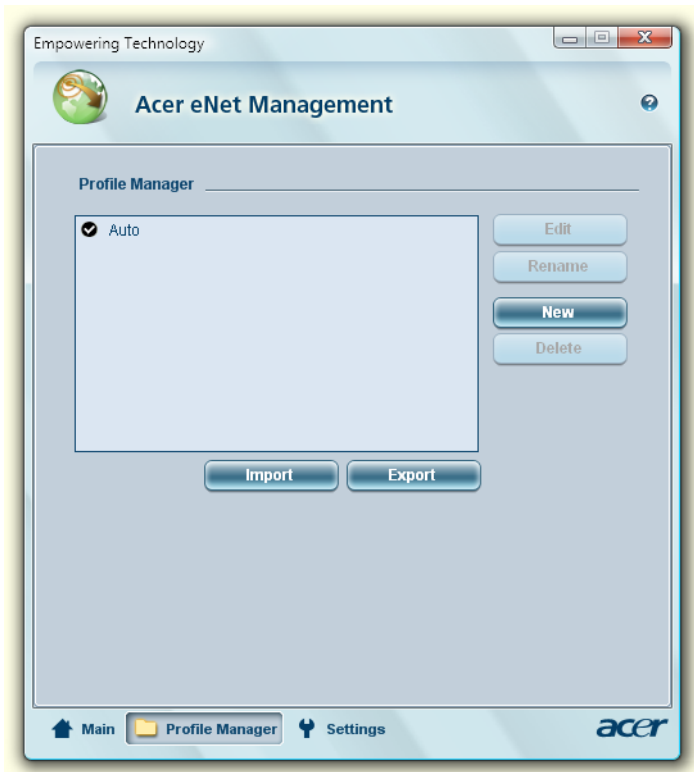 Empowering Technology
Acer eNet Management
Profile Manager
Auto
Edit
Rename
New
Delete
Import Export
Main Profile Manager Settings acer